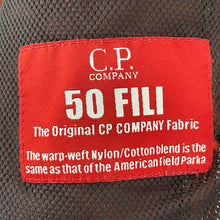 C.P.
COMPANY
50 FILI
The Original CP COMPANY Fabric
The warp-weft Nylon/Cotton blend is the
same as that of the American Field Parka